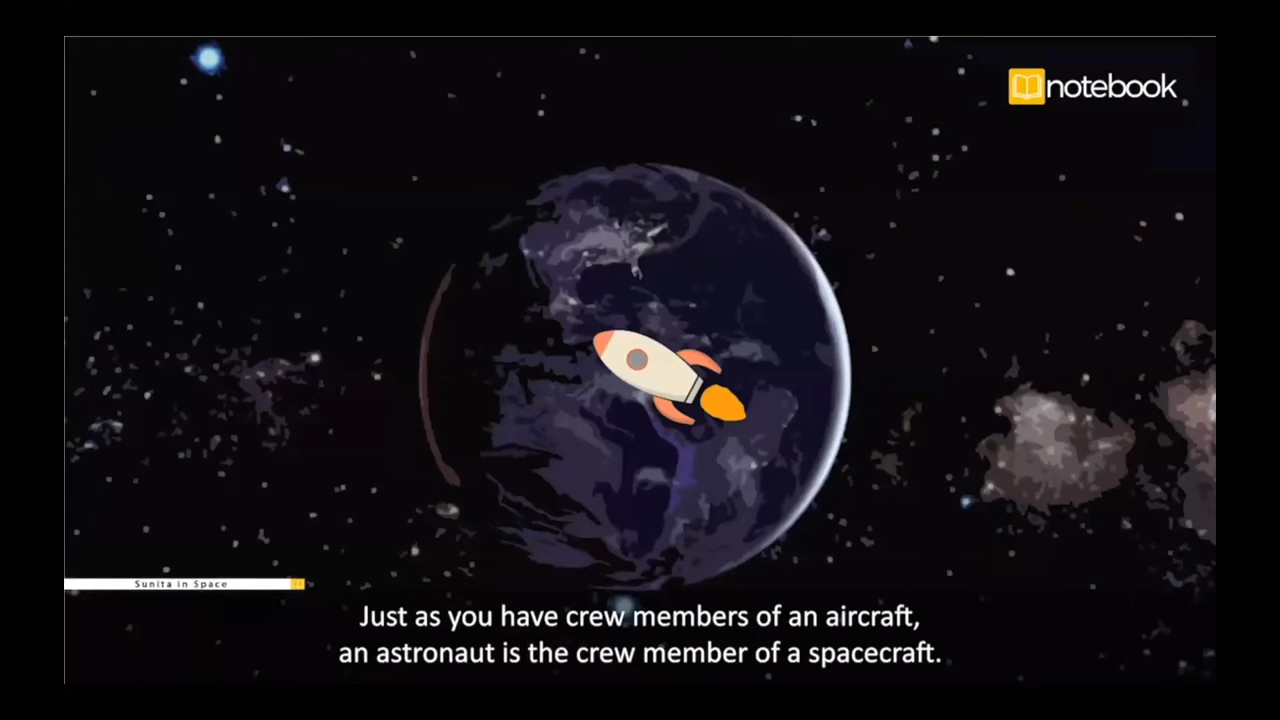 notebook
Sunita in Space
Just as you have crew members of an aircraft,
an astronaut is the crew member of a spacecraft.